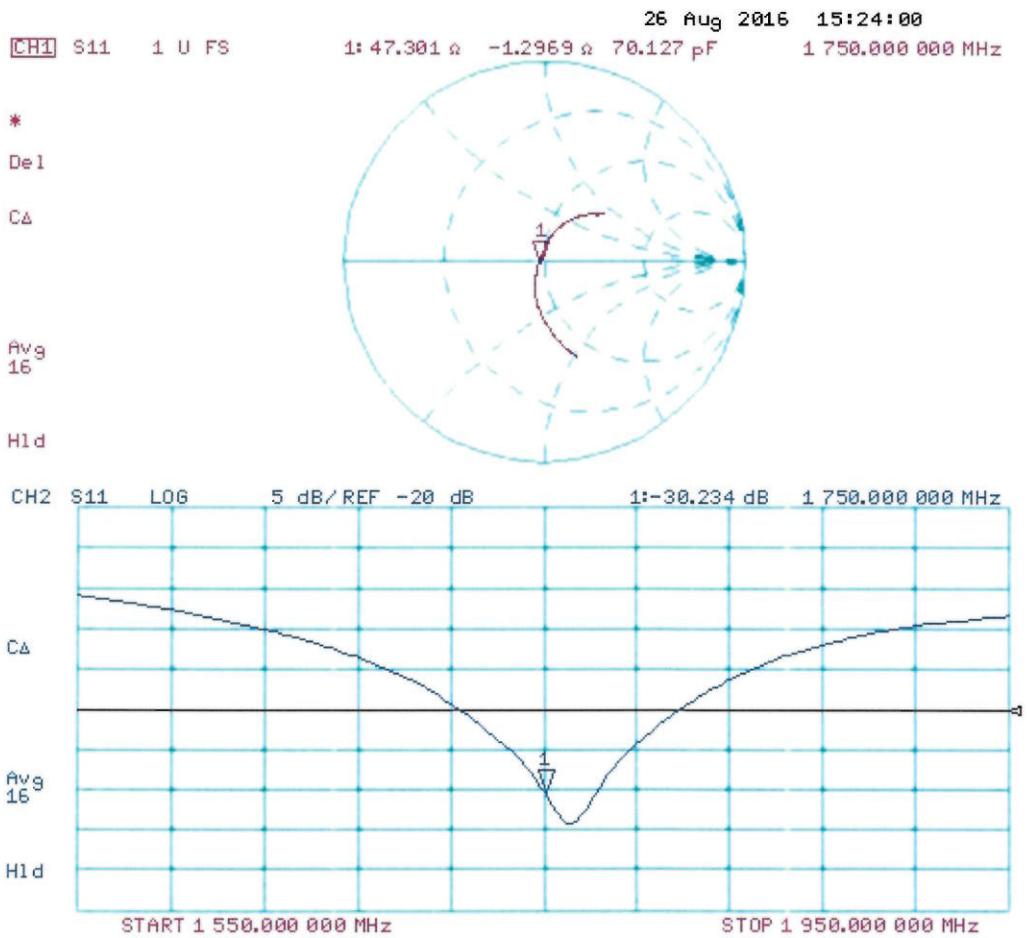 26 Aug 2016 15:24:00
CH1 S11 1 U FS 1: 47.301 Ω -1.2969 Ω 70.127 pF 1 750.000 000 MHz
*
Del
CΔ
1
Avg
16
Hld
CH2 S11 LOG 5 dB/REF -20 dB 1:-30.234 dB 1 750.000 000 MHz
CΔ
1
Avg
16
Hld
START 1 550.000 000 MHz STOP 1 950.000 000 MHz